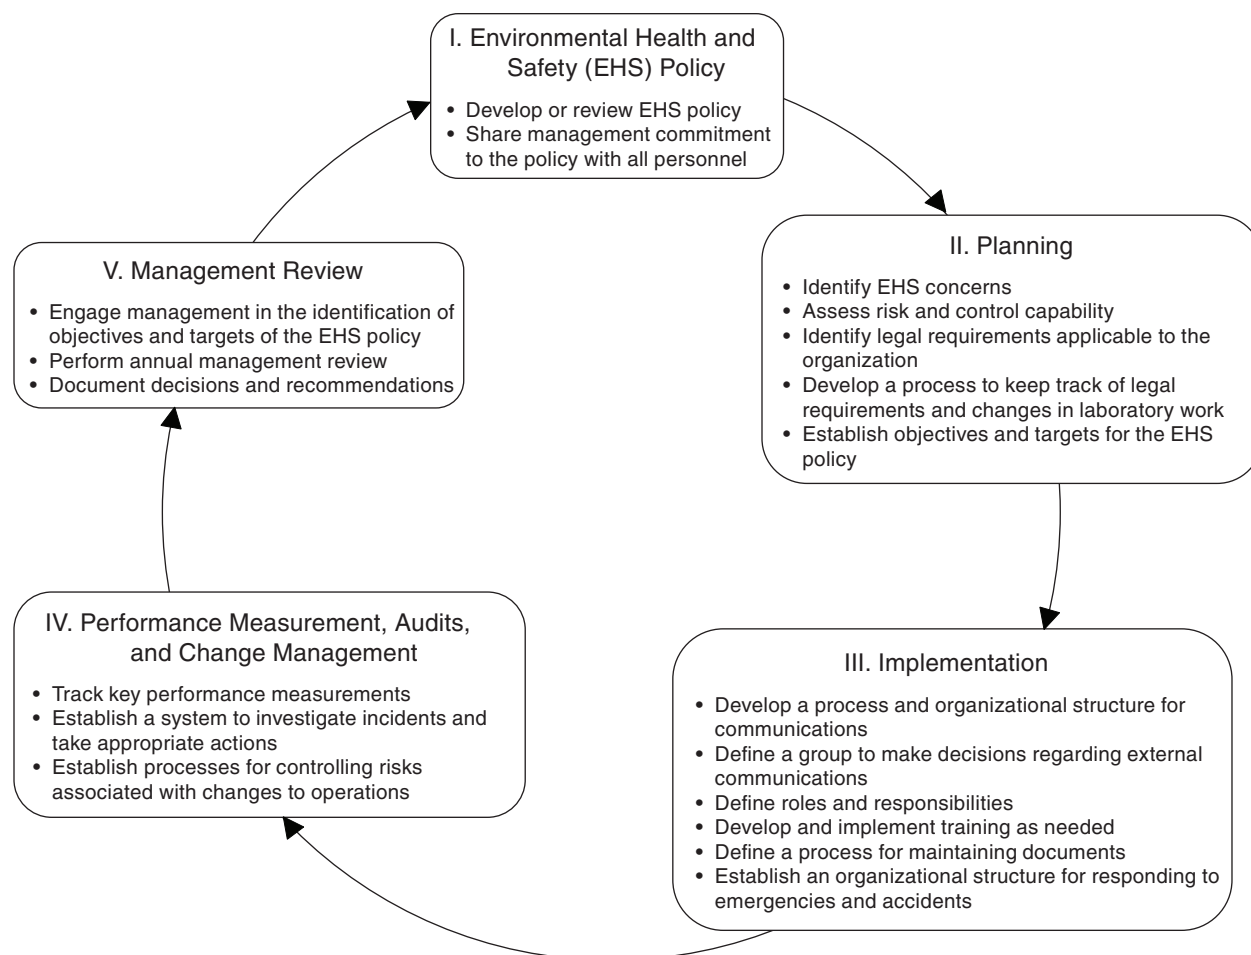 I. Environmental Health and
Safety (EHS) Policy
• Develop or review EHS policy
• Share management commitment
to the policy with all personnel
II. Planning
• Identify EHS concerns
• Assess risk and control capability
• Identify legal requirements applicable to the
organization
• Develop a process to keep track of legal
requirements and changes in laboratory work
• Establish objectives and targets for the EHS
policy
III. Implementation
• Develop a process and organizational structure for
communications
• Define a group to make decisions regarding external
communications
• Define roles and responsibilities
• Develop and implement training as needed
• Define a process for maintaining documents
• Establish an organizational structure for responding to
emergencies and accidents
IV. Performance Measurement, Audits,
and Change Management
• Track key performance measurements
• Establish a system to investigate incidents and
take appropriate actions
• Establish processes for controlling risks
associated with changes to operations
V. Management Review
• Engage management in the identification of
objectives and targets of the EHS policy
• Perform annual management review
• Document decisions and recommendations